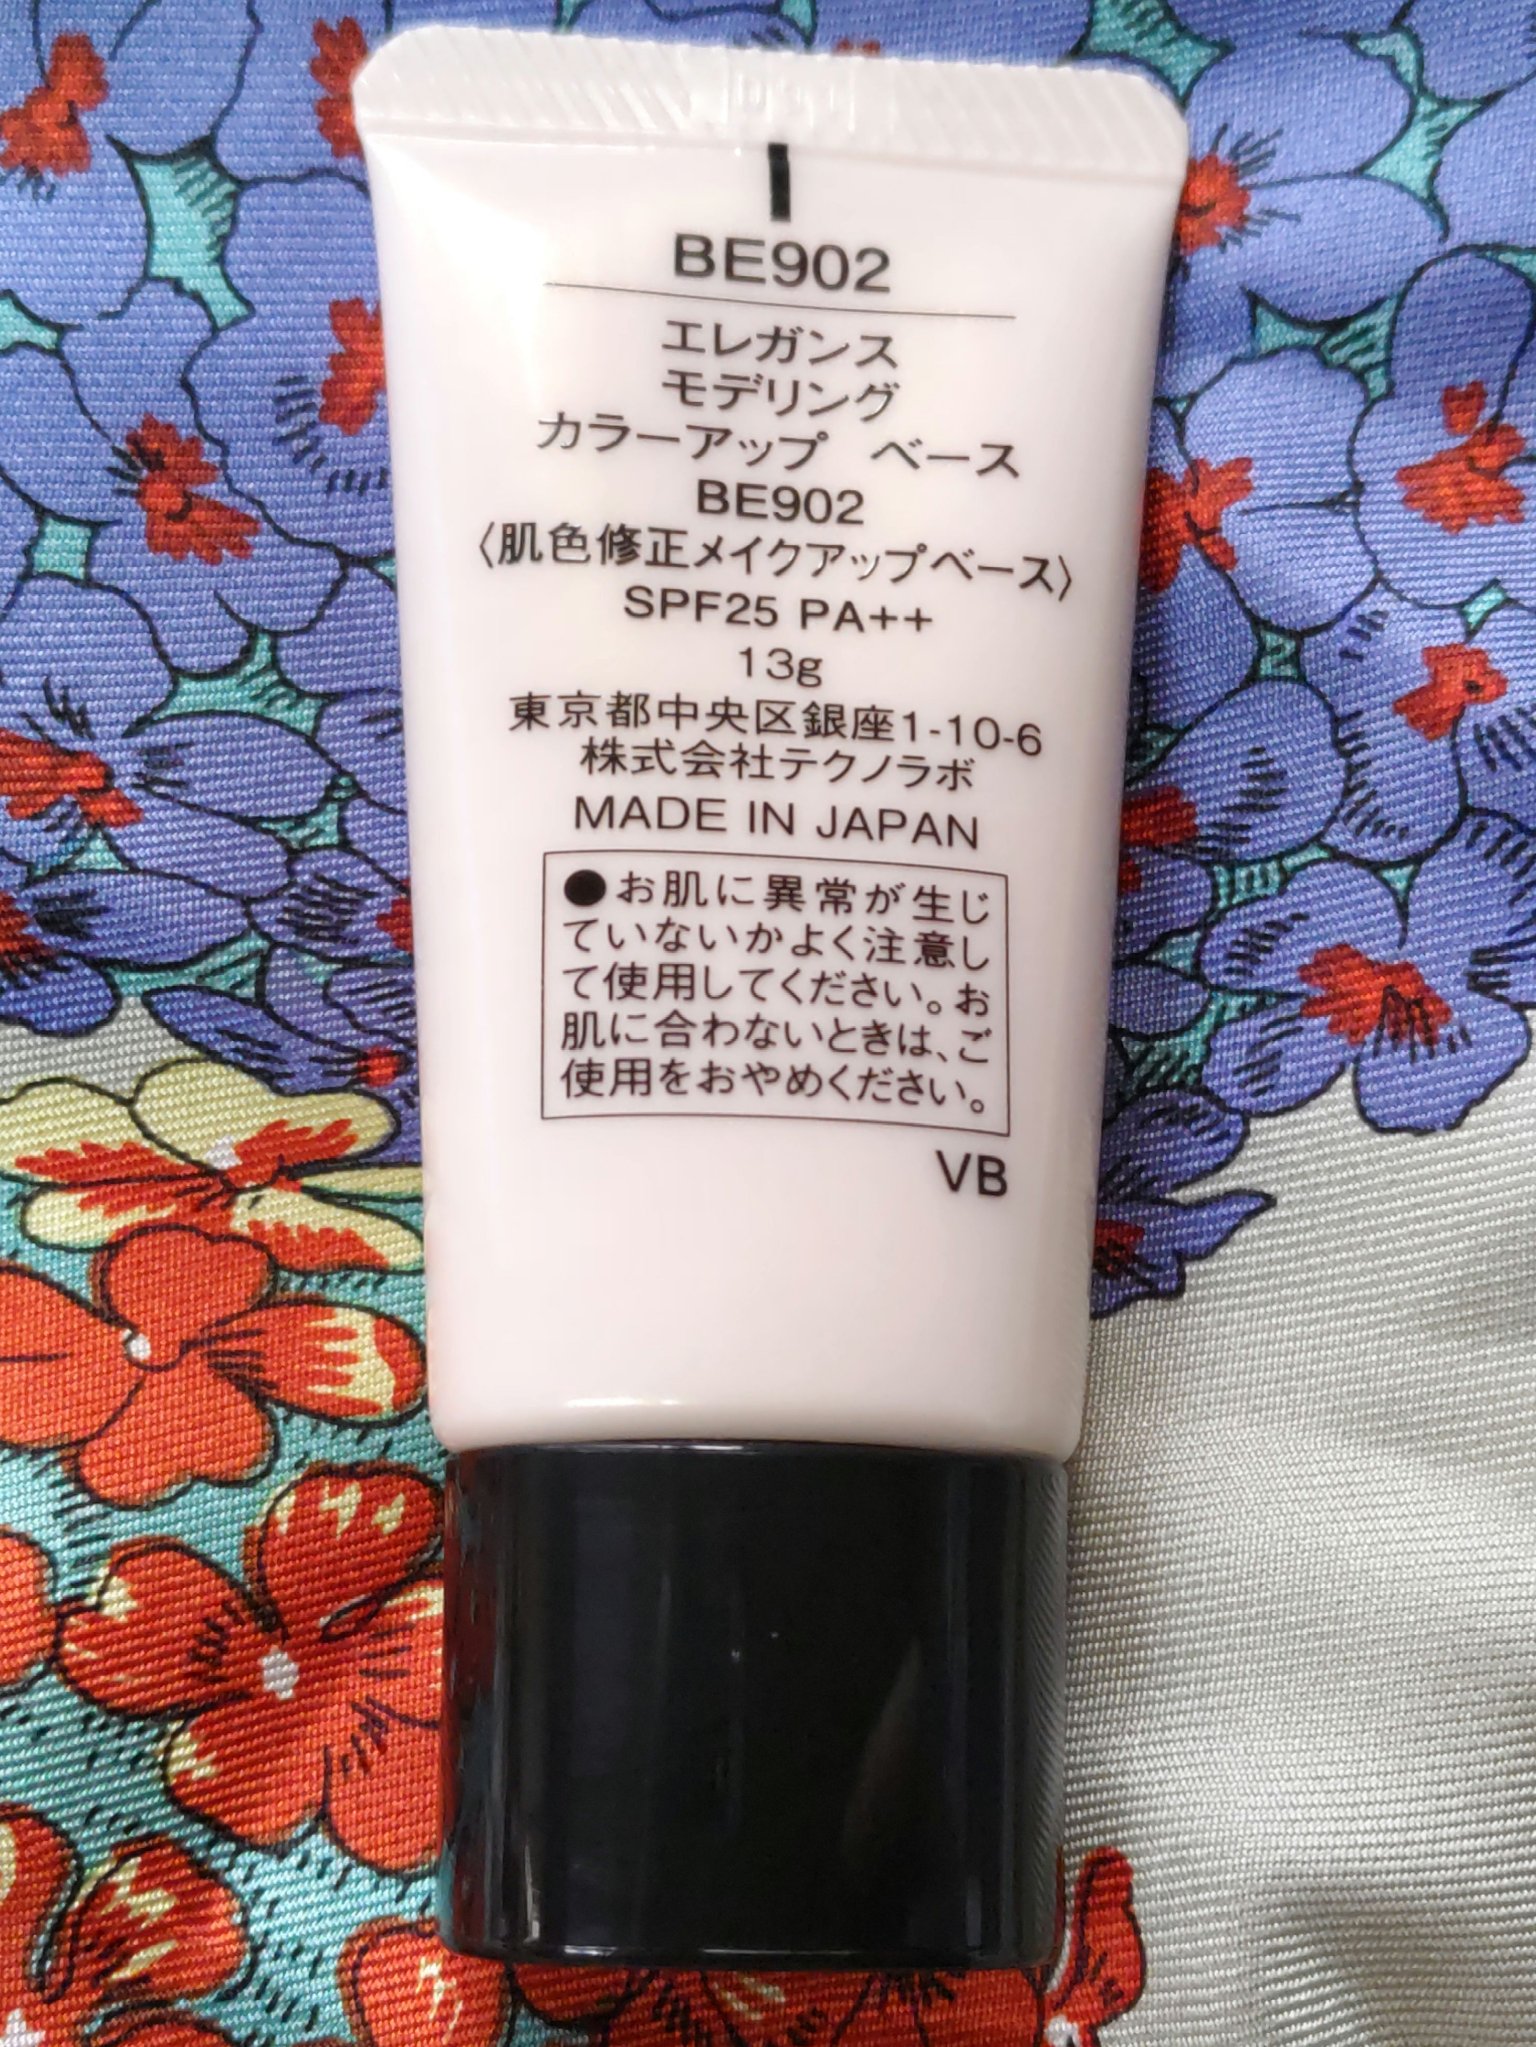 BE902
エレガンス
モデリング
カラーアップ ベース
BE902
〈肌色修正メイクアップベース〉
SPF25 PA++
13g
東京都中央区銀座1-10-6
株式会社テクノラボ
MADE IN JAPAN
●お肌に異常が生じ
ていないかよく注意し
て使用してください。お
肌に合わないときは、ご
使用をおやめください。
VB